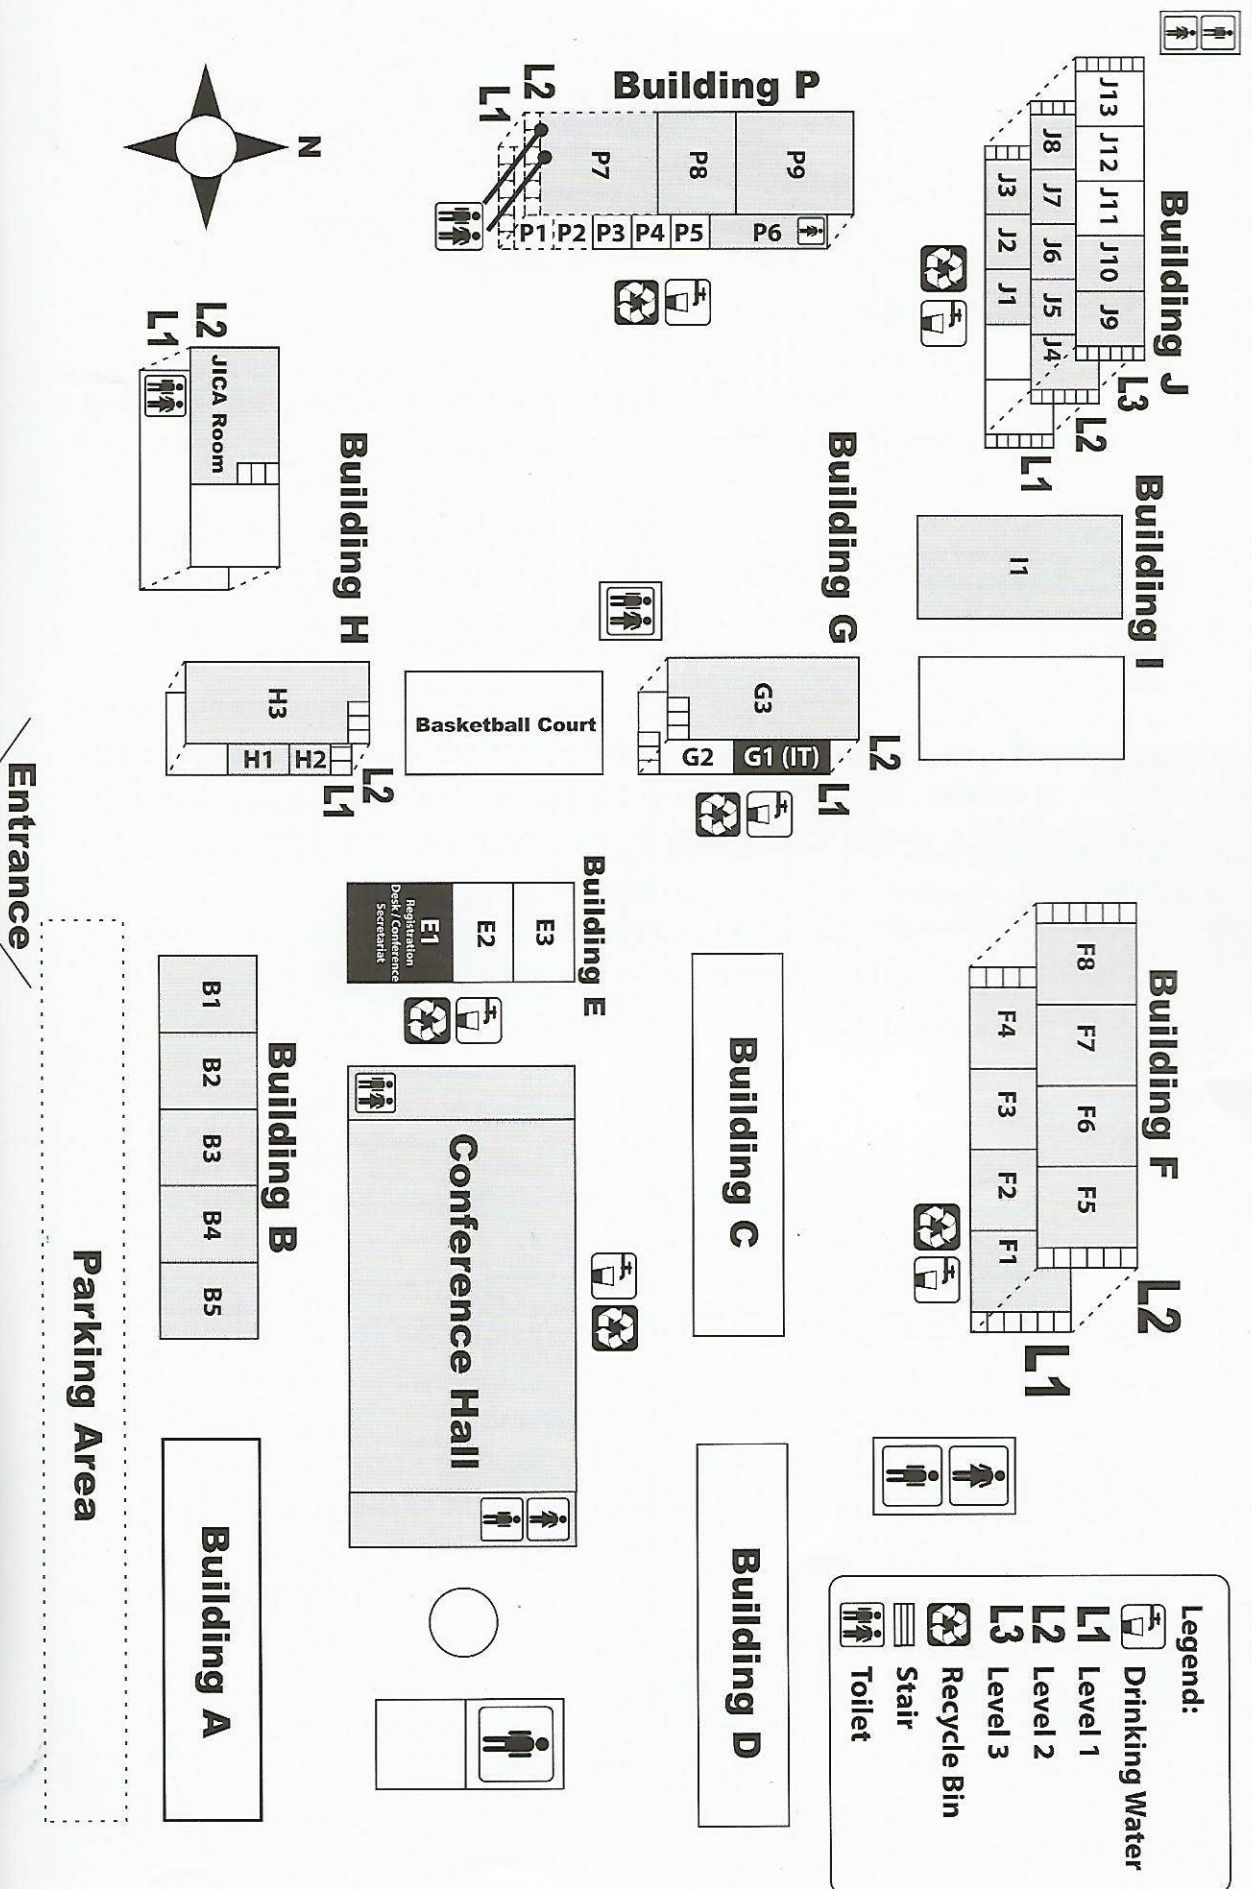 Building J
J13
J12
J11
J10
J9
L3
J8
J7
J6
J5
J4
L2
J3
J2
J1
L1
Building I
I1
Building F
F8
F7
F6
F5
L2
F4
F3
F2
F1
L1
Legend:
Drinking Water
L1 Level 1
L2 Level 2
L3 Level 3
Recycle Bin
Stair
Toilet
Building P
P9
P8
P7
L2
L1
P1
P2
P3
P4
P5
P6
Building G
G3
L2
G2
G1 (IT)
L1
Building C
Building D
Basketball Court
Building E
E3
E2
E1
Registration
Desk / Conference
Secretariat
Conference Hall
N
Building H
L2
JICA Room
L1
H3
H1
H2
L2
L1
Building B
B1
B2
B3
B4
B5
Building A
Parking Area
Entrance